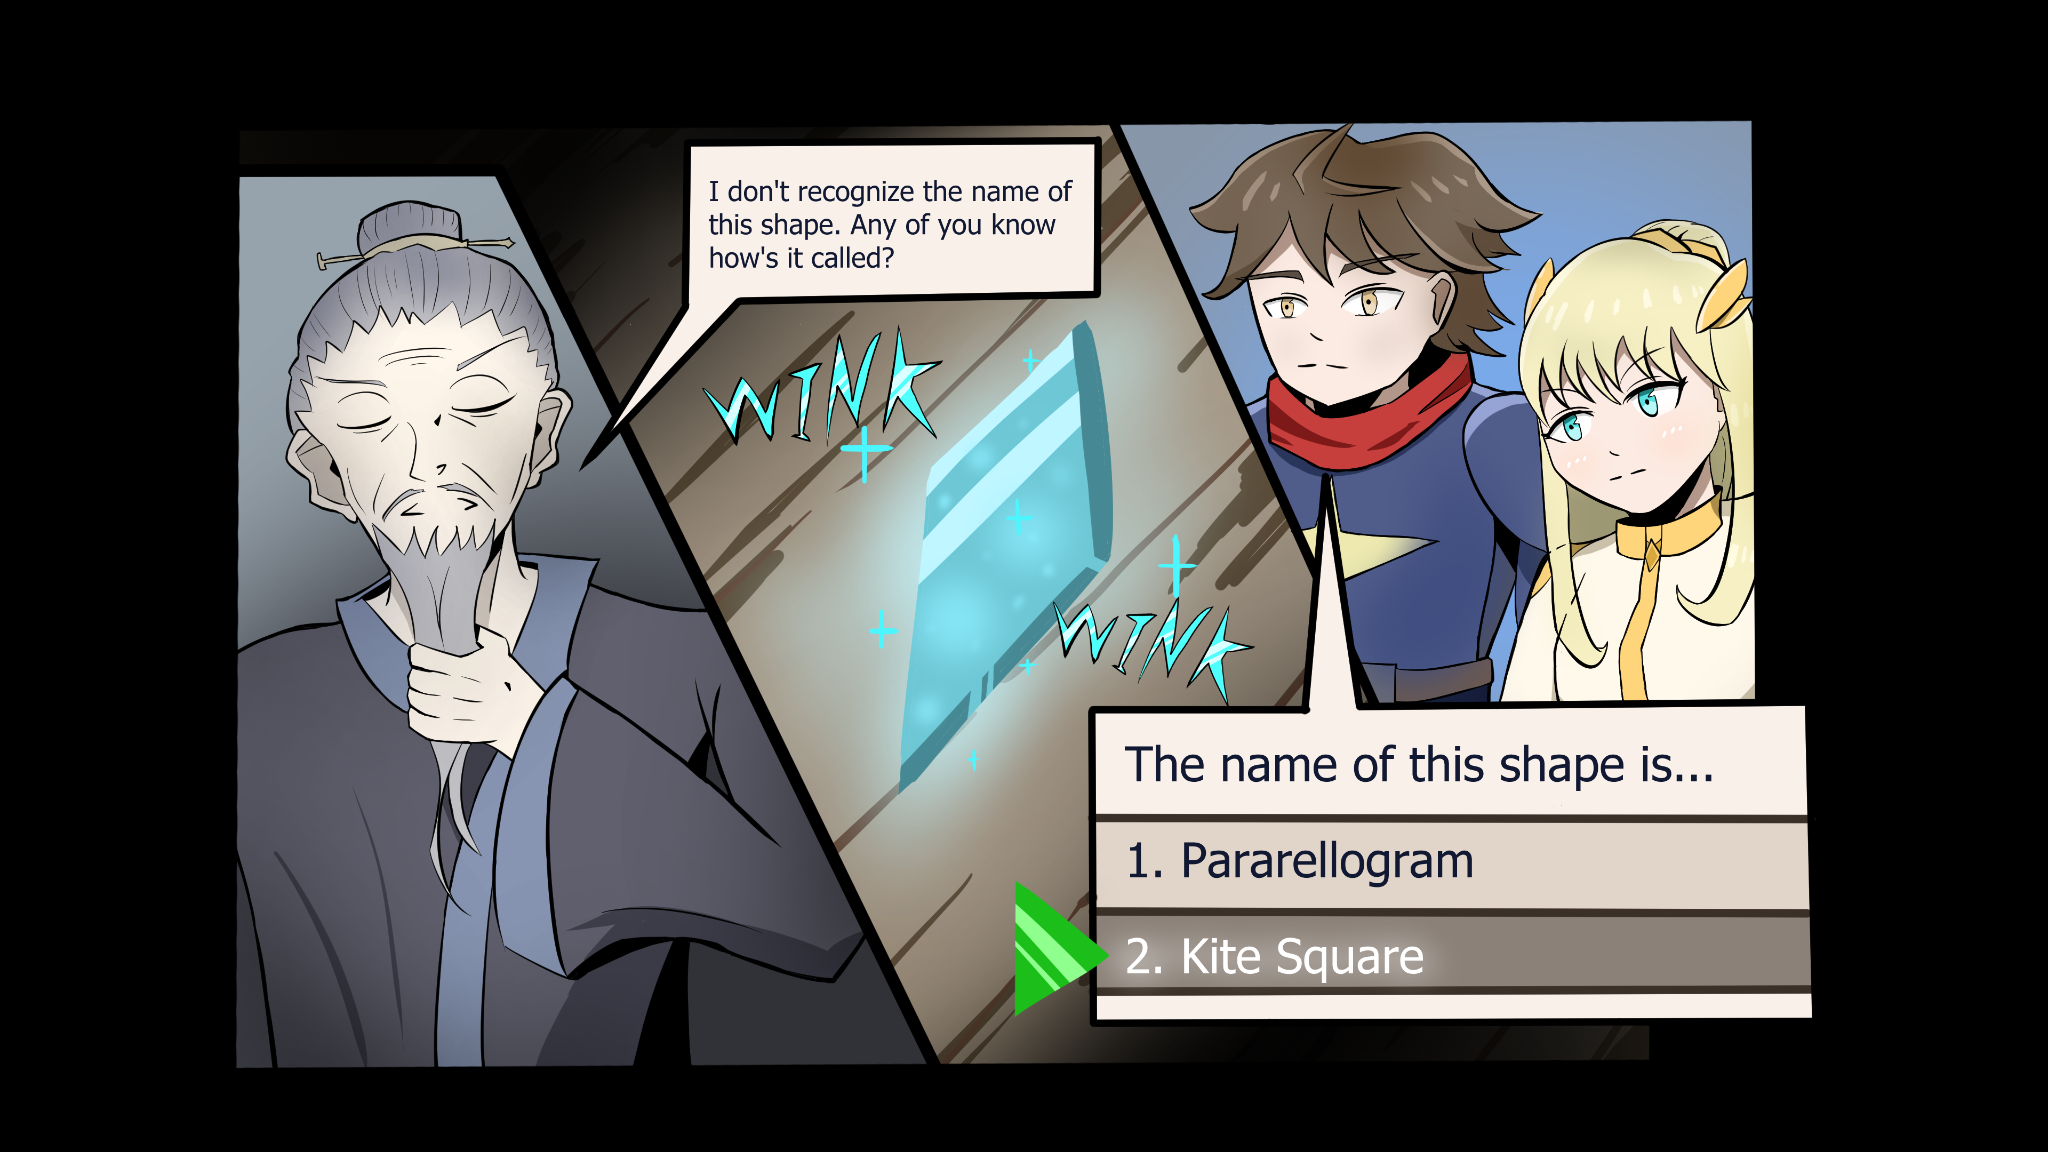 I don't recognize the name of
this shape. Any of you know
how's it called?
WINK
WINK
The name of this shape is...
1. Pararellogram
2. Kite Square